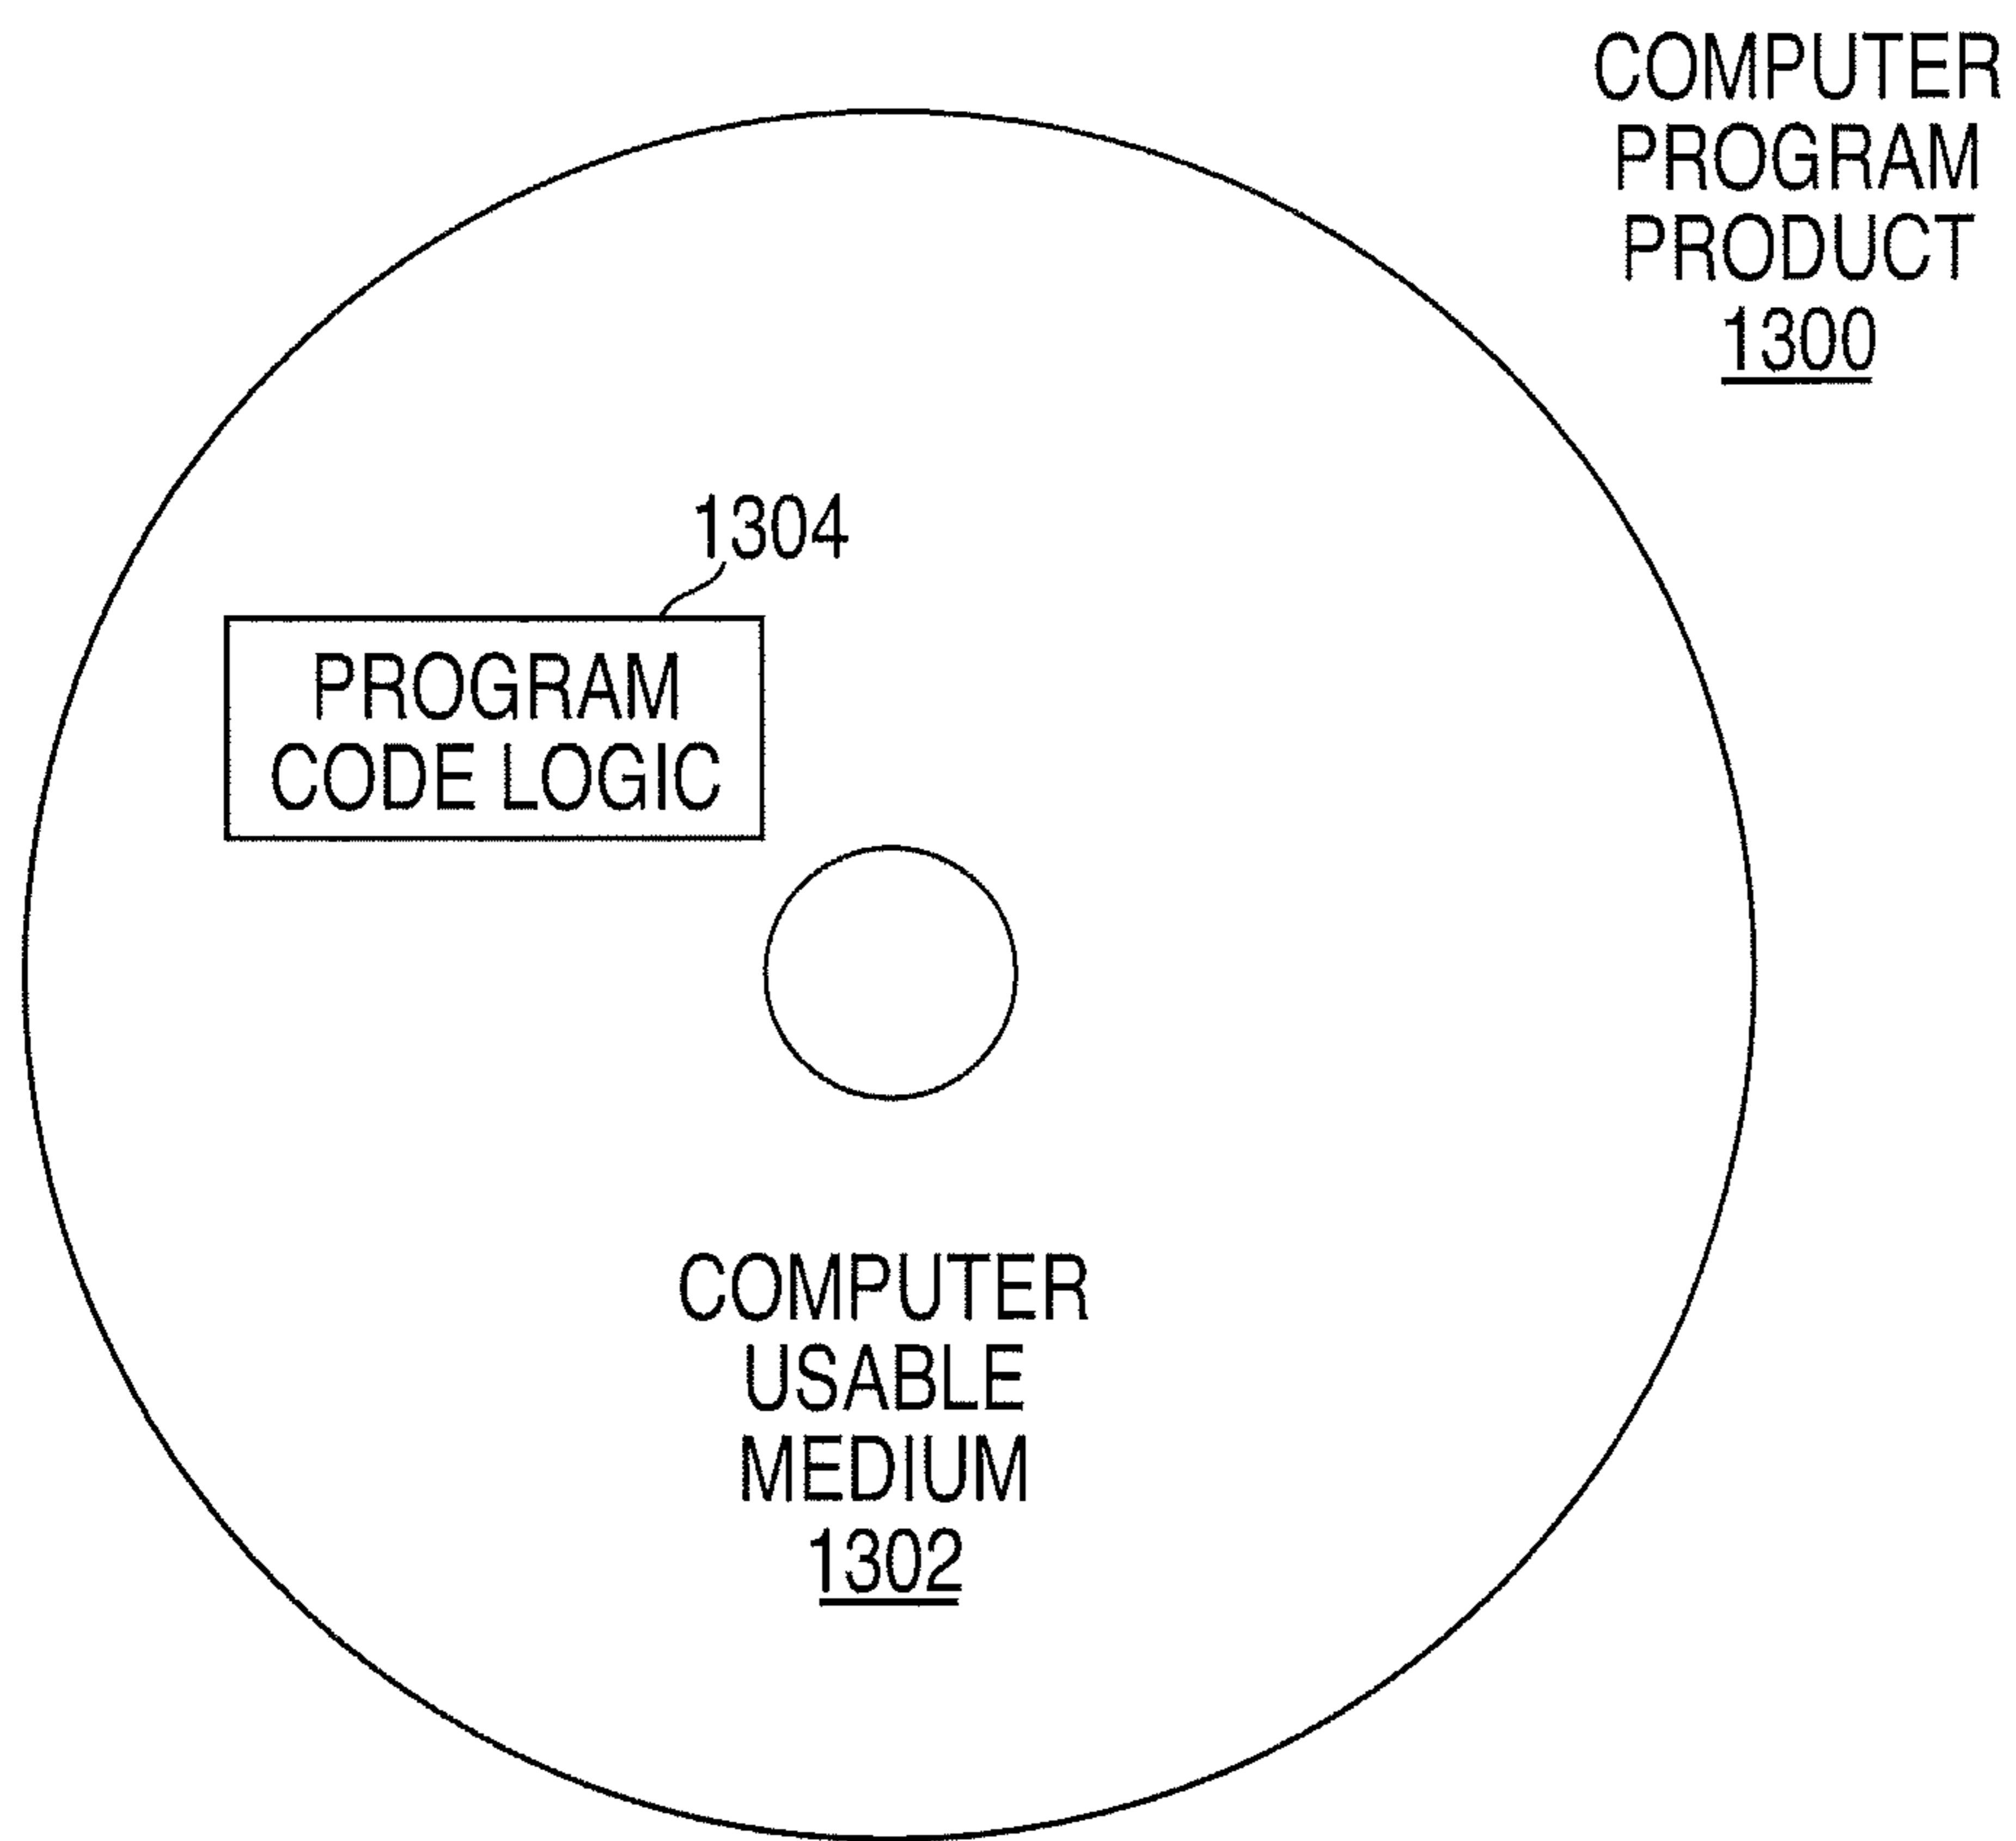 COMPUTER
PROGRAM
PRODUCT
1300
1304
PROGRAM
CODE LOGIC
COMPUTER
USABLE
MEDIUM
1302